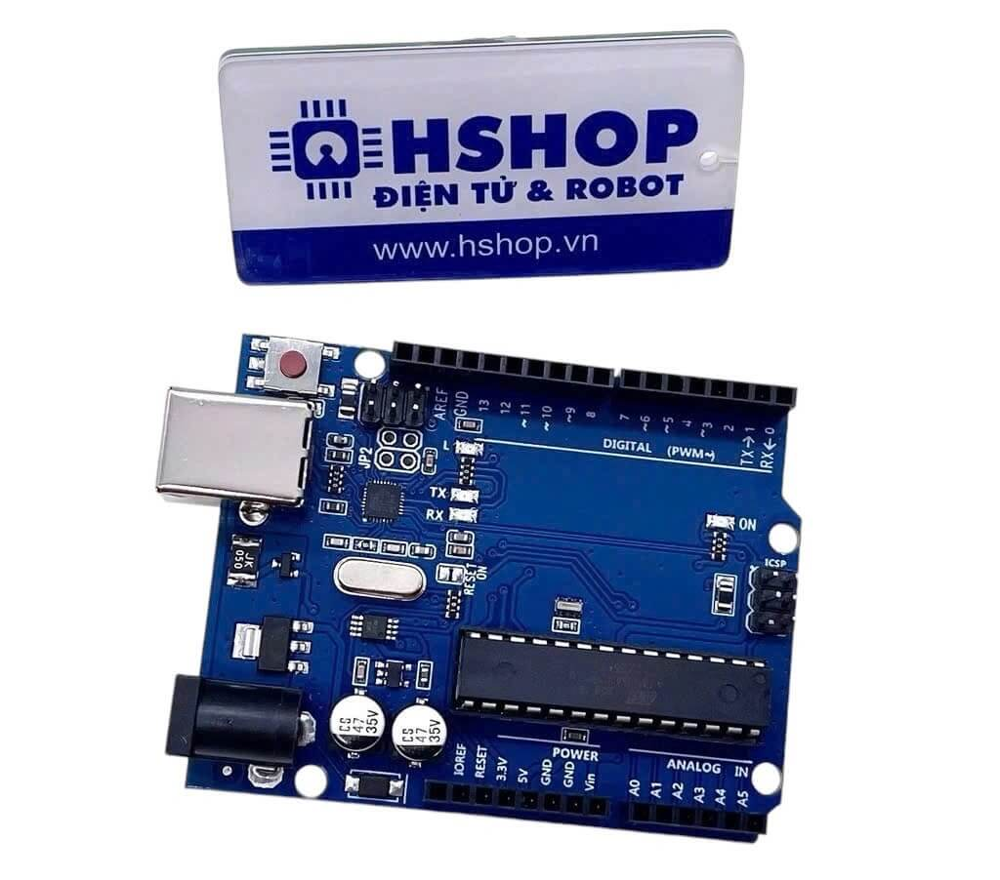 HSHOP
ĐIỆN TỬ & ROBOT
www.hshop.vn
AREF
GND
13
12
~11
~10
~9
8
7
~6
~5
4
~3
2
TX→1
RX←0
DIGITAL (PWM~)
L
JP2
TX
RX
ON
ICSP
RESET
ON
JK
050
CS
47
35V
CS
47
35V
POWER
ANALOG IN
IOREF
RESET
3.3V
5V
GND
GND
Vin
A0
A1
A2
A3
A4
A5